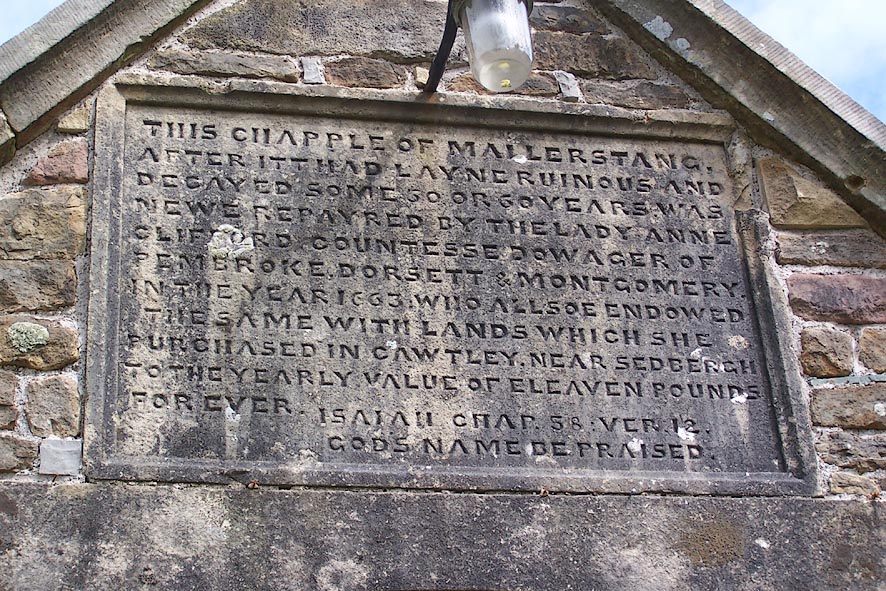 THIS CHAPPLE OF MALLERSTANG,
AFTER ITT HAD LAYNE RUINOUS AND
DECAYED SOME 50 OR 60 YEARS, WAS
NEWE REPAYRED BY THE LADY ANNE
CLIFFORD, COUNTESSE DOWAGER OF
PEMBROKE, DORSETT & MONTGOMERY,
IN THE YEAR 1663, WHO ALLSOE ENDOWED
THE SAME WITH LANDS WHICH SHE
PURCHASED IN CAWTLEY, NEAR SEDBERGH
TO THE YEARLY VALUE OF ELEAVEN POUNDS
FOR EVER. ISAIAH CHAP. 58: VER. 12.
GODS NAME BE PRAISED.